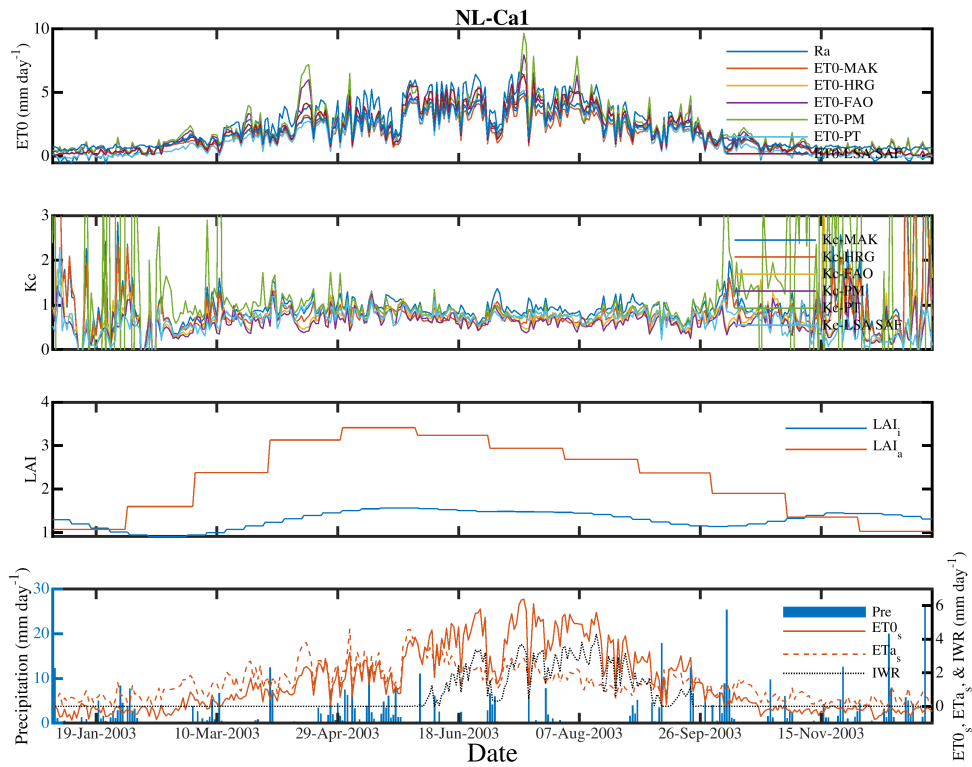 NL-Ca1
ET0 (mm day-1)
10
5
0
Ra
ET0-MAK
ET0-HRG
ET0-FAO
ET0-PM
ET0-PT
ET0-LSA SAF
Kc
3
2
1
0
Kc-MAK
Kc-HRG
Kc-FAO
Kc-PM
Kc-PT
Kc-LSA SAF
LAI
4
3
2
1
LAIi
LAIa
Precipitation (mm day-1)
30
20
10
0
Pre
ET0s
ETas
IWR
6
4
2
0
ET0s, ETas, & IWR (mm day-1)
19-Jan-2003 10-Mar-2003 29-Apr-2003 18-Jun-2003 07-Aug-2003 26-Sep-2003 15-Nov-2003
Date